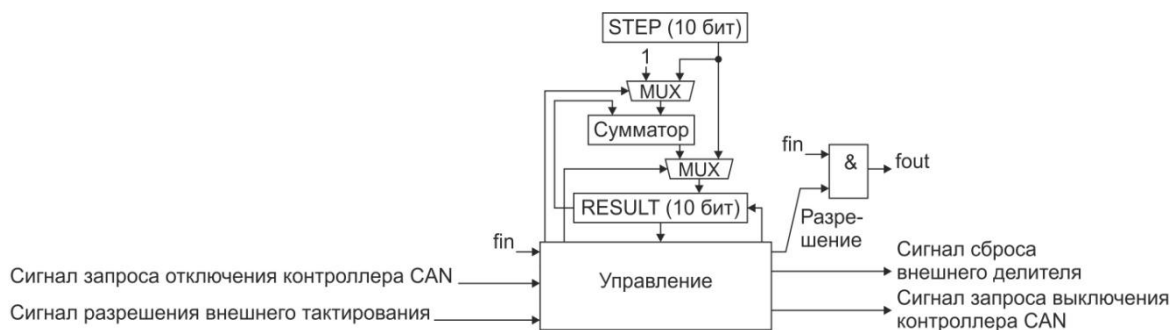 STEP (10 бит)
1
MUX
Сумматор
fin
&
fout
MUX
RESULT (10 бит)
Разре-
шение
fin
Сигнал сброса
внешнего делителя
Сигнал запроса отключения контроллера CAN
Управление
Сигнал запроса выключения
контроллера CAN
Сигнал разрешения внешнего тактирования